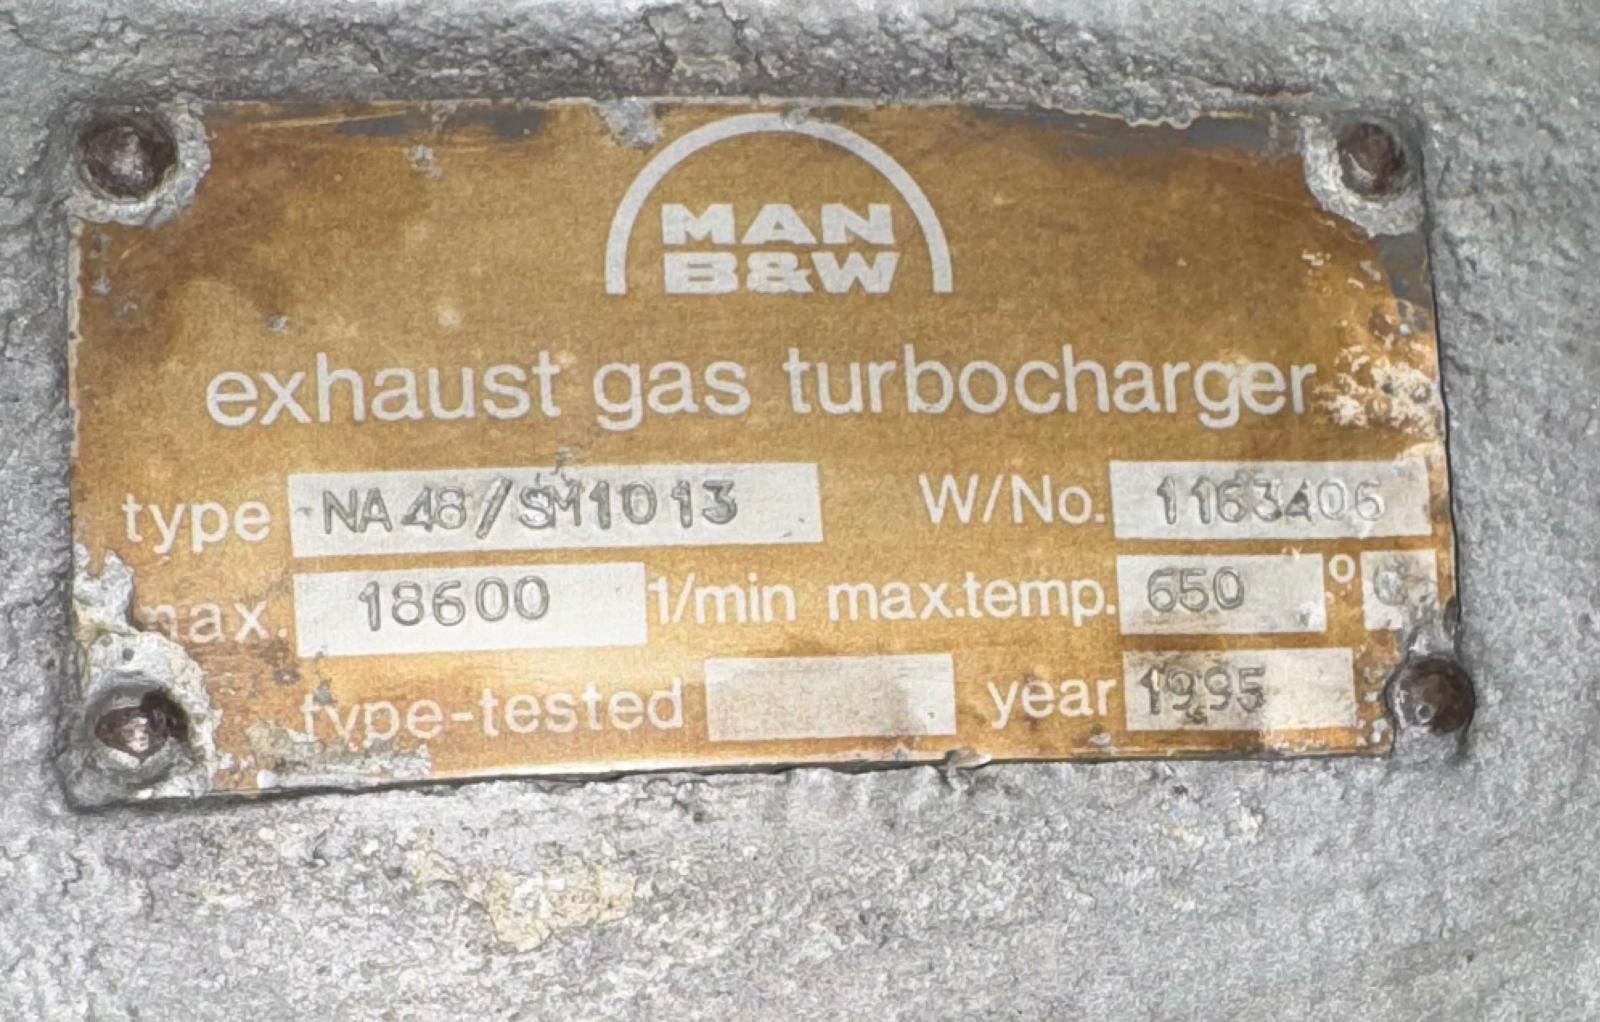 MAN
B&W
exhaust gas turbocharger
type NA48/SM1013 W/No. 1163406
max. 18600 1/min max.temp. 650 °C
type-tested year 1995